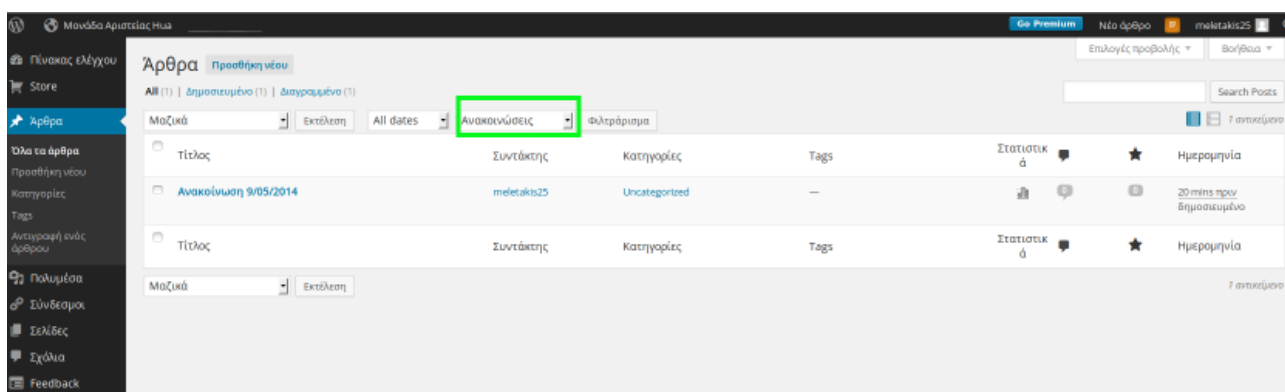 Μονάδα Αριστείας Hua
Go Premium
Νέο άρθρο
meletakis25
Πίνακας ελέγχου
Store
Άρθρα
Όλα τα άρθρα
Προσθήκη νέου
Κατηγορίες
Tags
Αντιγραφή ενός
άρθρου
Πολυμέσα
Σύνδεσμοι
Σελίδες
Σχόλια
Feedback
Επιλογές προβολής
Βοήθεια
Άρθρα Προσθήκη νέου
All (1) | Δημοσιευμένο (1) | Διαγραμμένο (1)
Search Posts
Μαζικά Εκτέλεση All dates Ανακοινώσεις Φιλτράρισμα 1 αντικείμενο
Τίτλος Συντάκτης Κατηγορίες Tags Στατιστικ
ά
Ημερομηνία
Ανακοίνωση 9/05/2014 meletakis25 Uncategorized — 0 0 20 mins πριν
δημοσιευμένο
Τίτλος Συντάκτης Κατηγορίες Tags Στατιστικ
ά
Ημερομηνία
Μαζικά Εκτέλεση 1 αντικείμενο